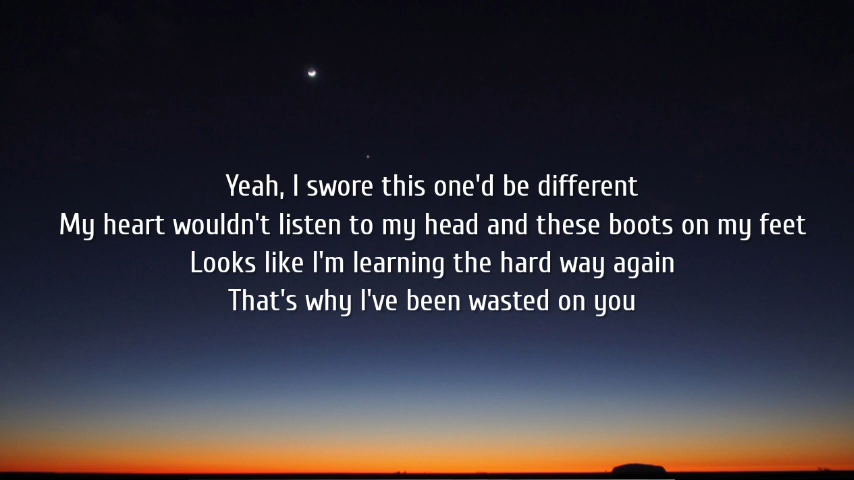 Yeah, I swore this one'd be different
My heart wouldn't listen to my head and these boots on my feet
Looks like I'm learning the hard way again
That's why I've been wasted on you